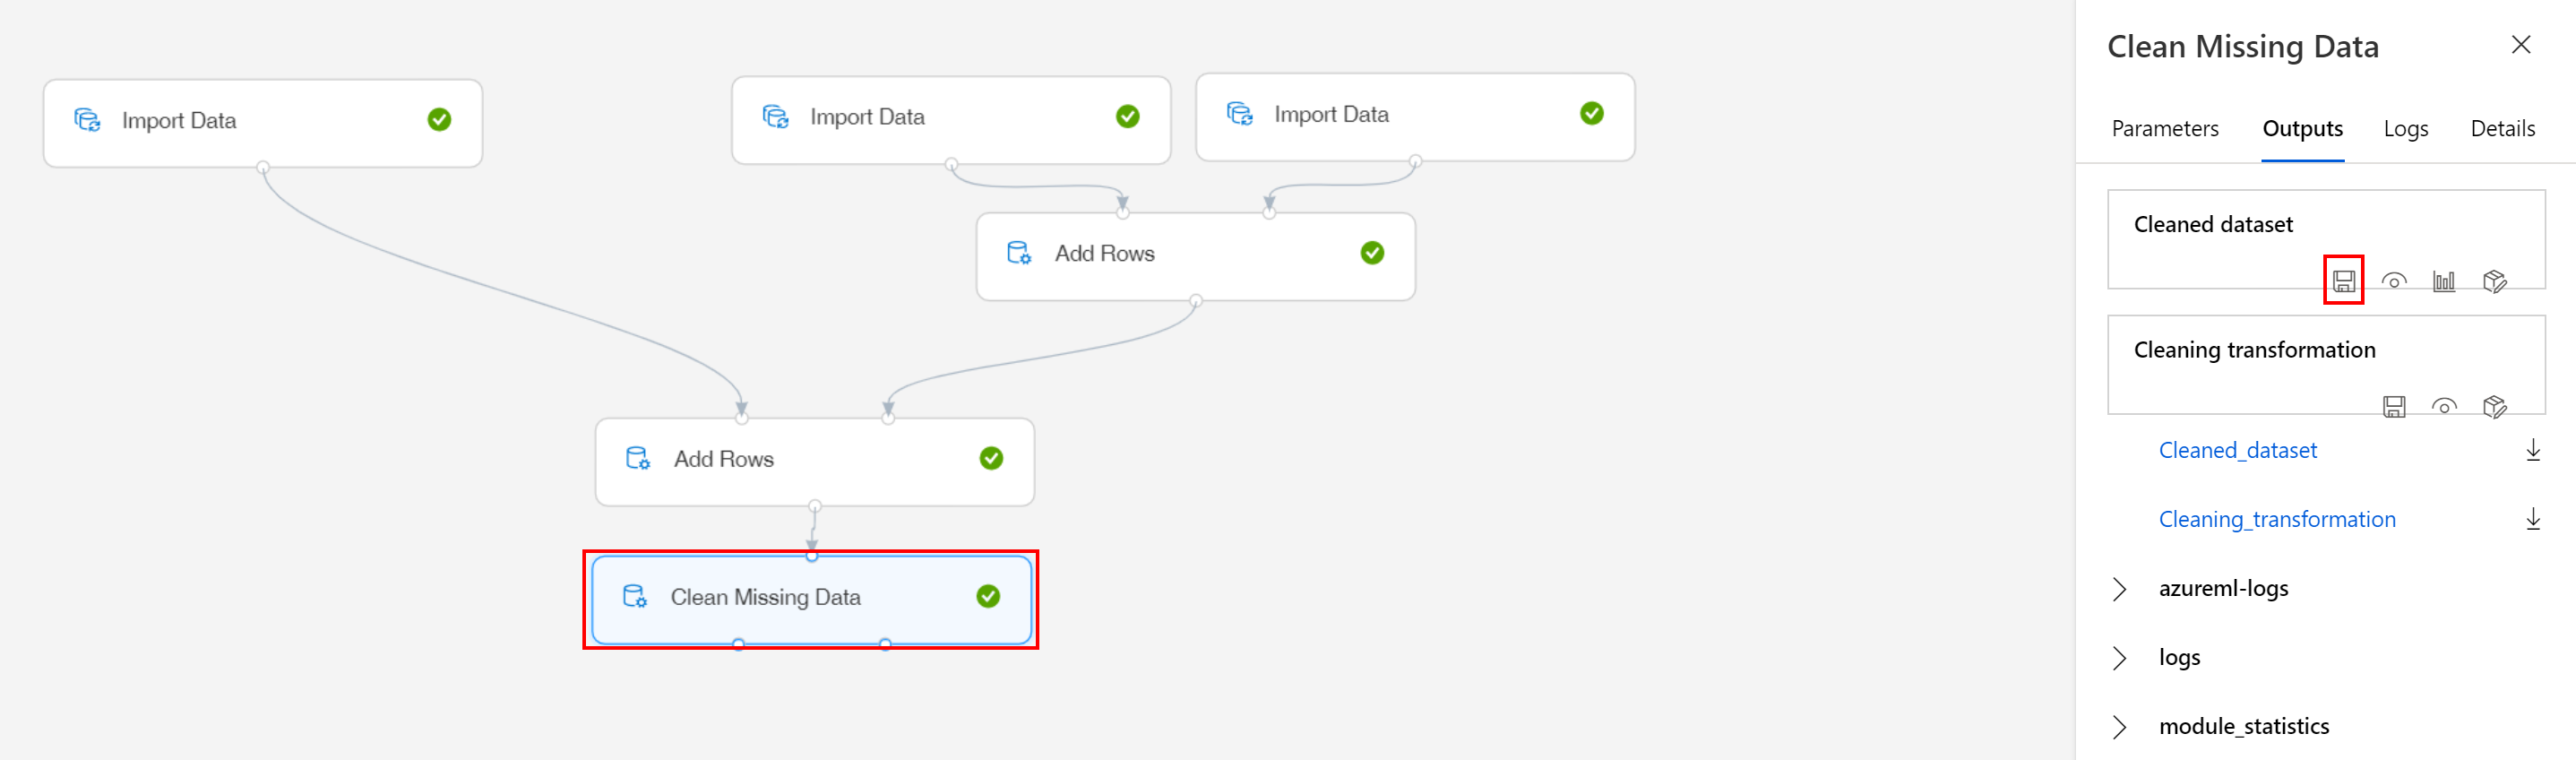 Import Data
Import Data
Import Data
Add Rows
Add Rows
Clean Missing Data
Clean Missing Data
Parameters Outputs Logs Details
Cleaned dataset
Cleaning transformation
Cleaned_dataset
Cleaning_transformation
azureml-logs
logs
module_statistics